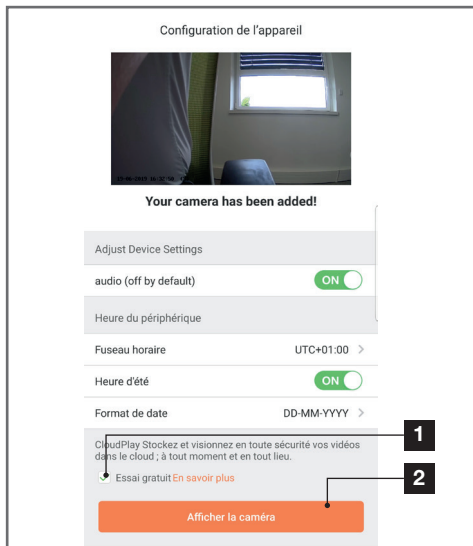 Configuration de l'appareil
15-06-2019 16:37:50
Your camera has been added!
Adjust Device Settings
audio (off by default)
ON
Heure du périphérique
Fuseau horaire
UTC+01:00 >
Heure d'été
ON
Format de date
DD-MM-YYYY >
CloudPlay Stockez et visionnez en toute sécurité vos vidéos
dans le cloud ; à tout moment et en tout lieu.
1
Essai gratuit En savoir plus
2
Afficher la caméra